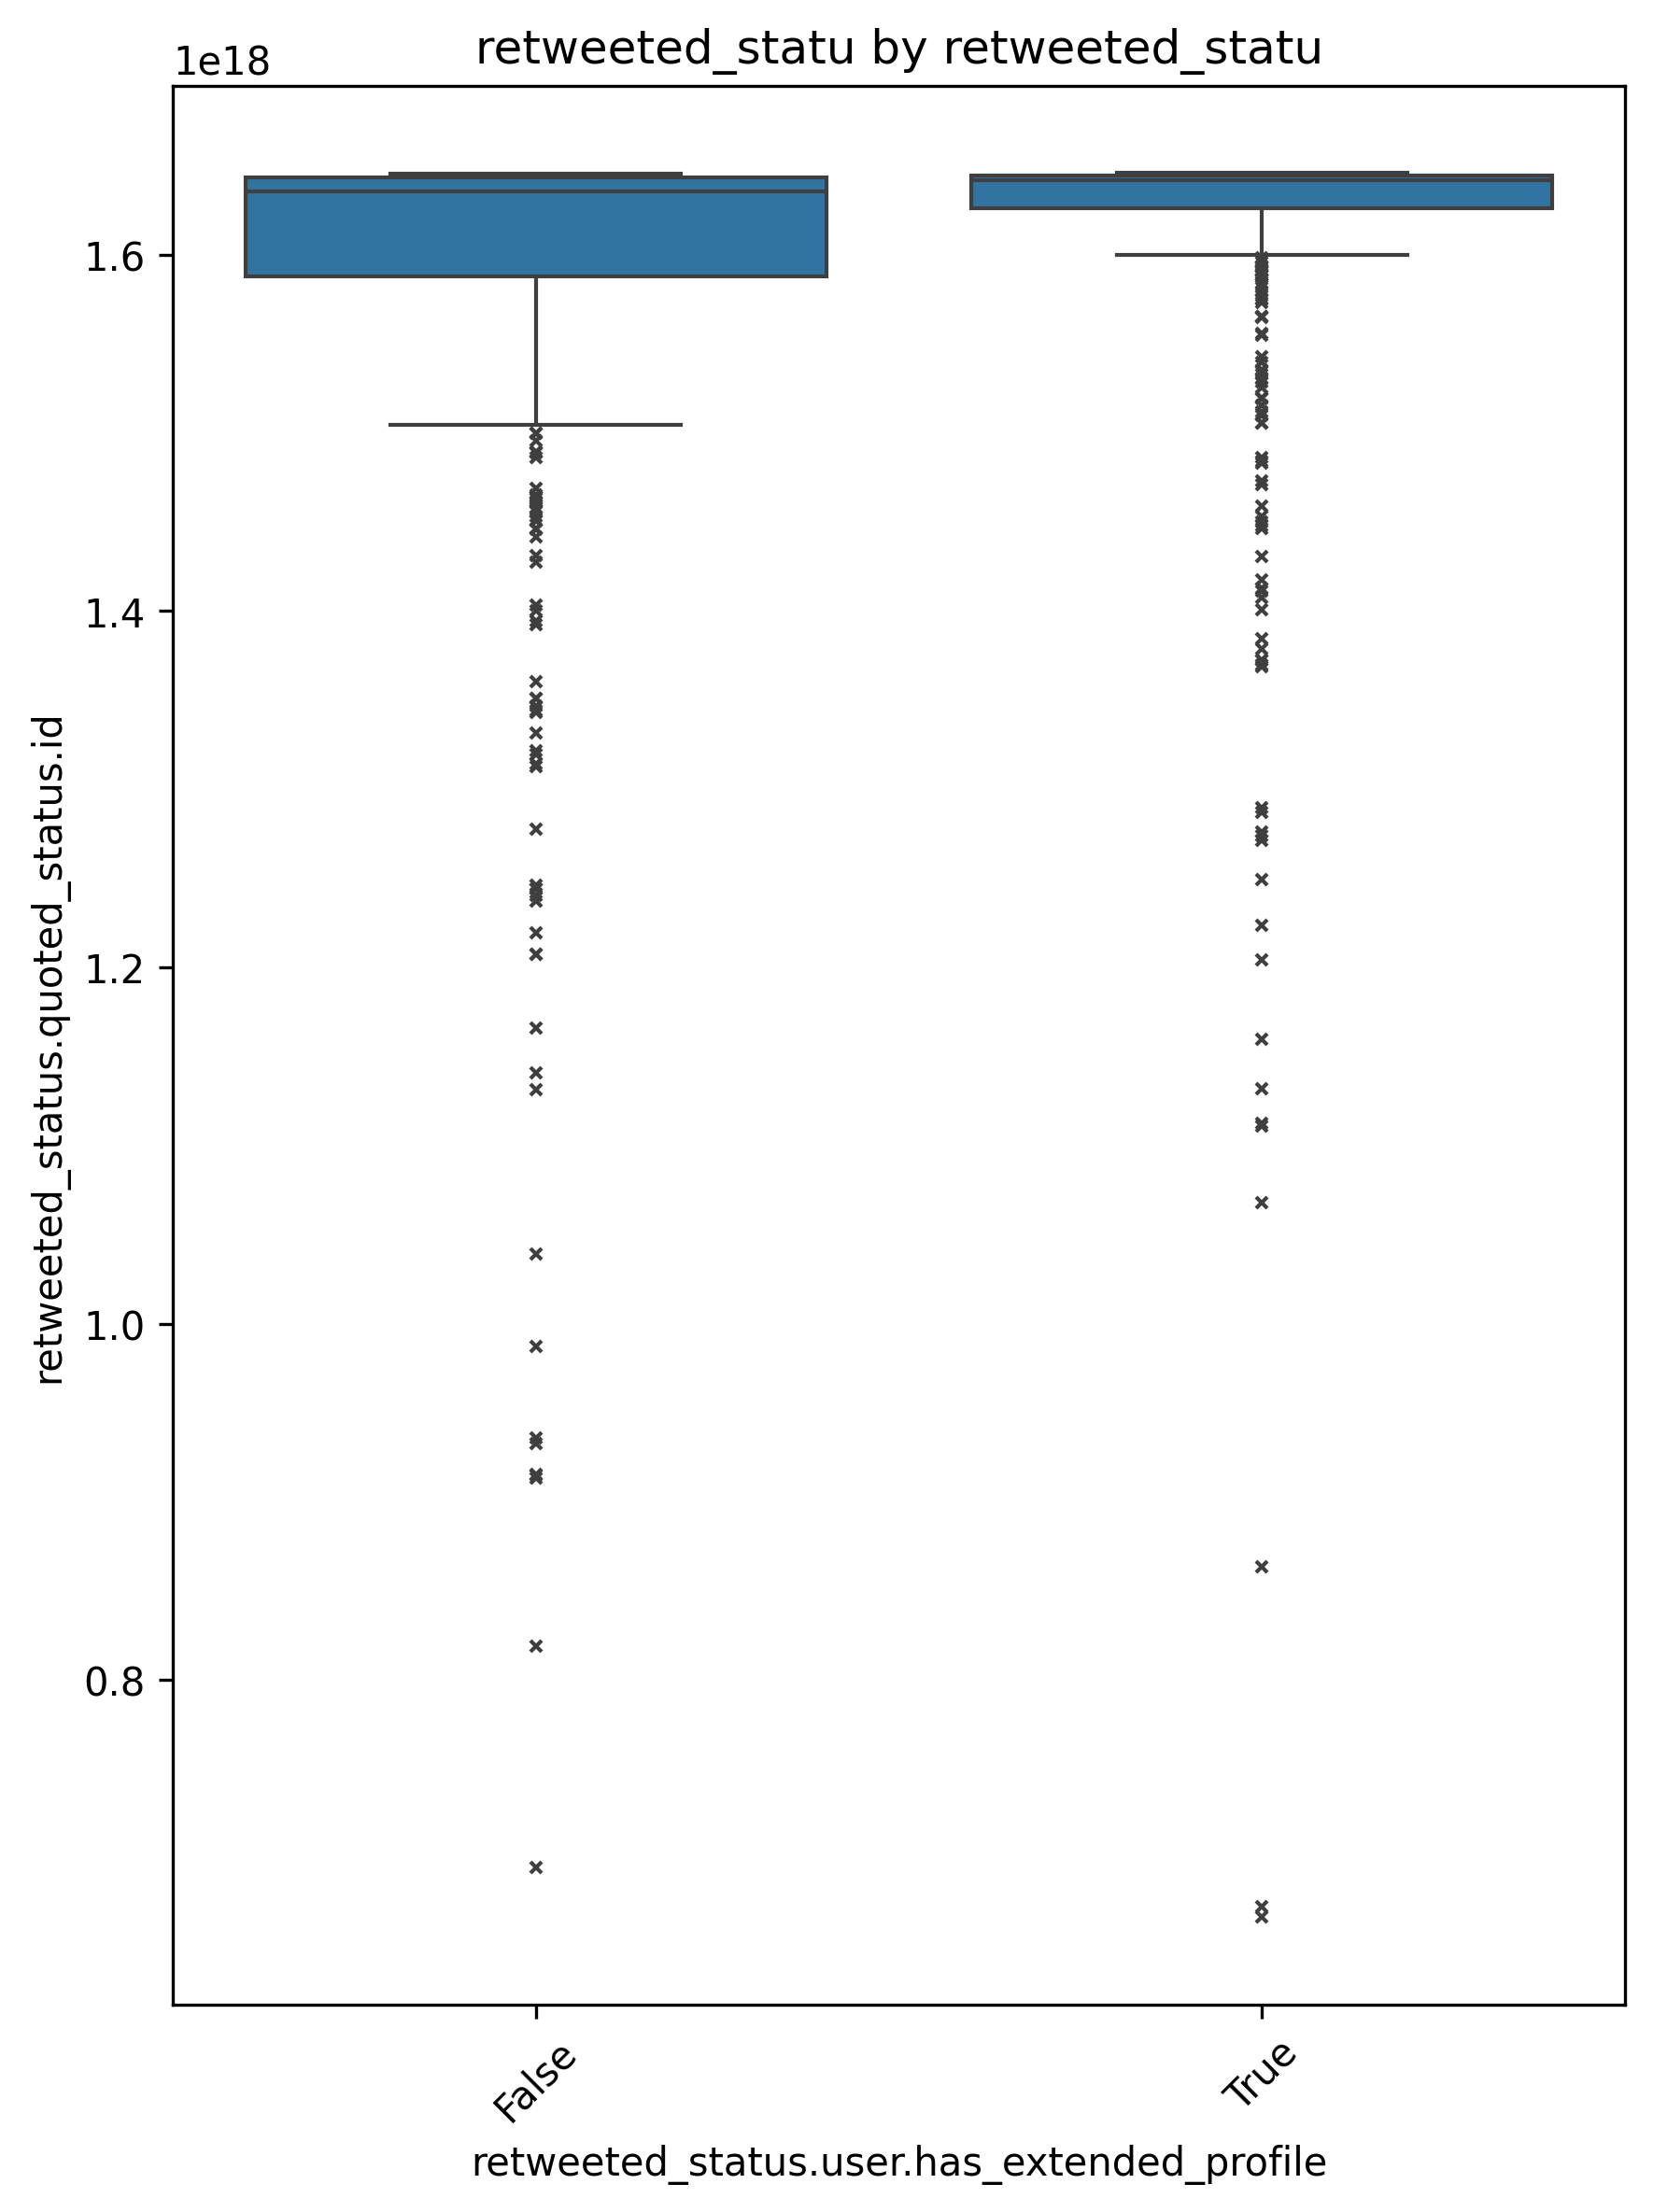 retweeted_statu by retweeted_statu
1e18
1.6
1.4
1.2
1.0
0.8
retweeted_status.quoted_status.id
False
True
retweeted_status.user.has_extended_profile